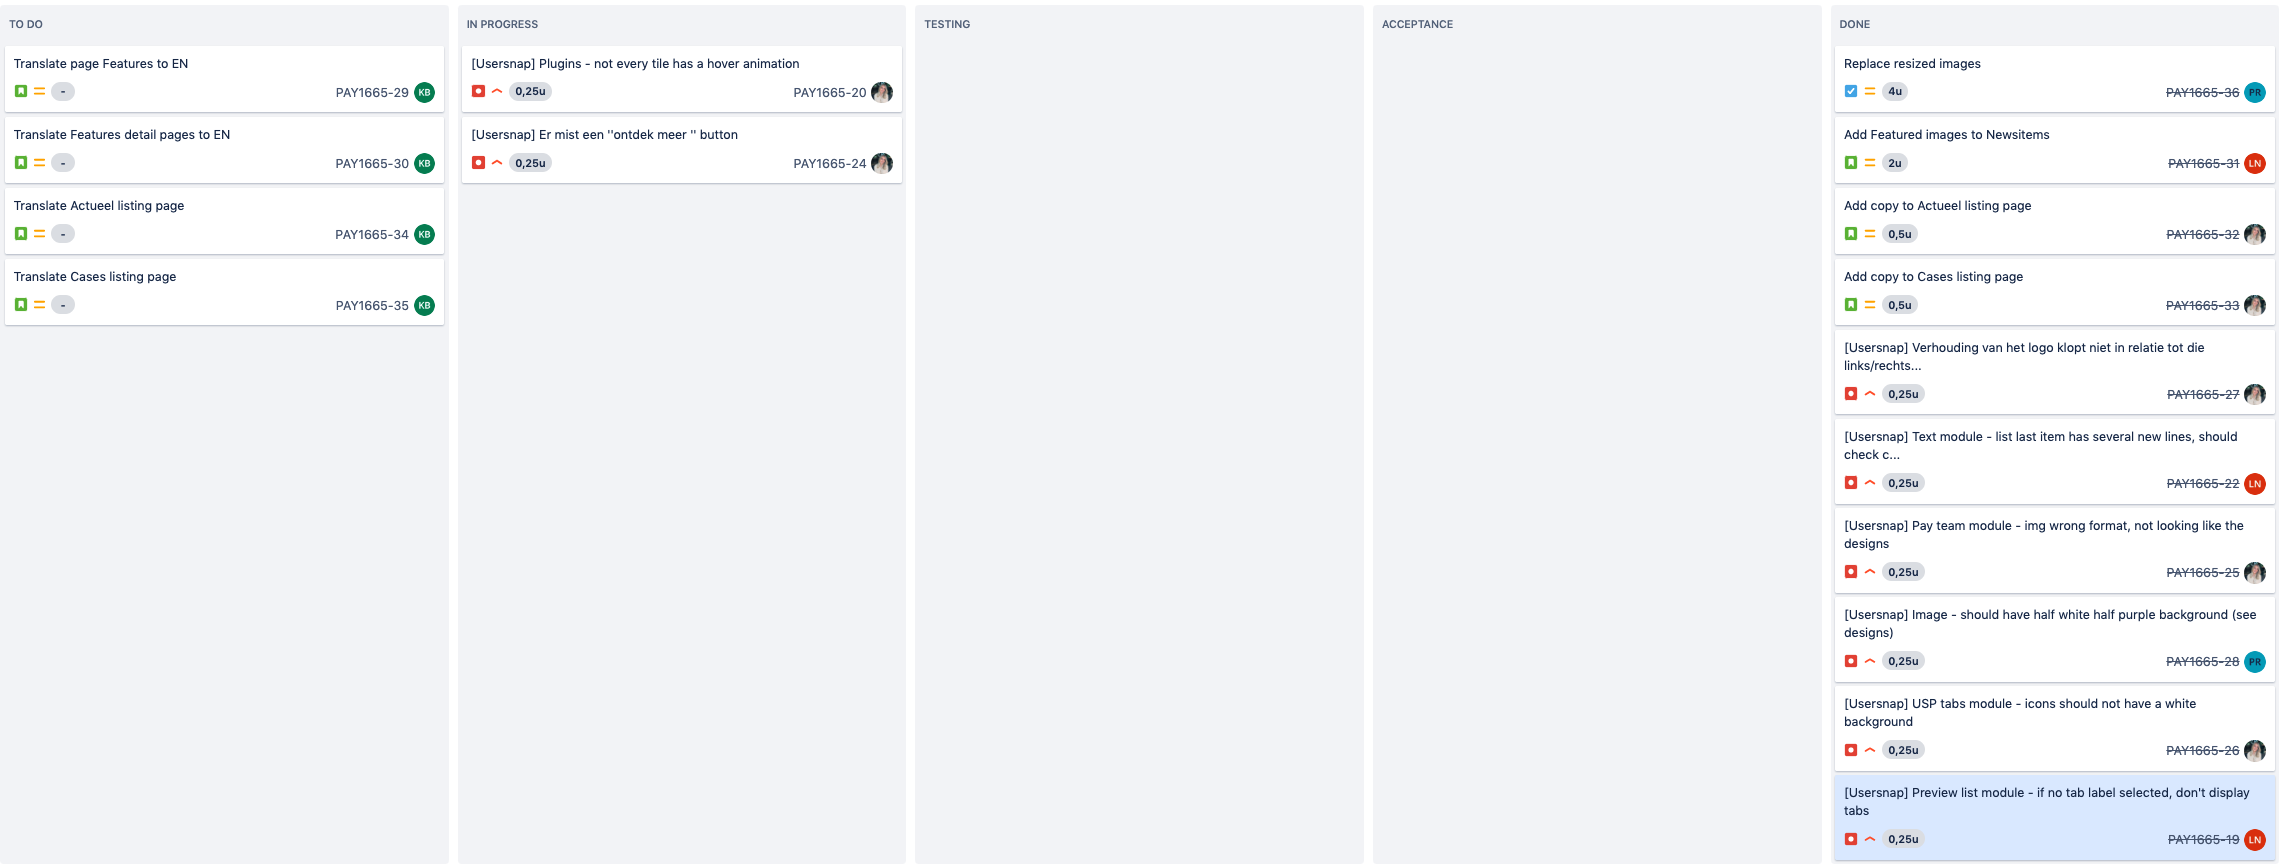 TO DO
Translate page Features to EN
-
PAY1665-29
KB
Translate Features detail pages to EN
-
PAY1665-30
KB
Translate Actueel listing page
-
PAY1665-34
KB
Translate Cases listing page
-
PAY1665-35
KB
IN PROGRESS
[Usersnap] Plugins - not every tile has a hover animation
0,25u
PAY1665-20
[Usersnap] Er mist een "ontdek meer " button
0,25u
PAY1665-24
TESTING
ACCEPTANCE
DONE
Replace resized images
4u
PAY1665-36
PR
Add Featured images to Newsitems
2u
PAY1665-31
LN
Add copy to Actueel listing page
0,5u
PAY1665-32
Add copy to Cases listing page
0,5u
PAY1665-33
[Usersnap] Verhouding van het logo klopt niet in relatie tot die
links/rechts...
0,25u
PAY1665-27
[Usersnap] Text module - list last item has several new lines, should
check c...
0,25u
PAY1665-22
LN
[Usersnap] Pay team module - img wrong format, not looking like the
designs
0,25u
PAY1665-25
[Usersnap] Image - should have half white half purple background (see
designs)
0,25u
PAY1665-28
PR
[Usersnap] USP tabs module - icons should not have a white
background
0,25u
PAY1665-26
[Usersnap] Preview list module - if no tab label selected, don't display
tabs
0,25u
PAY1665-19
LN